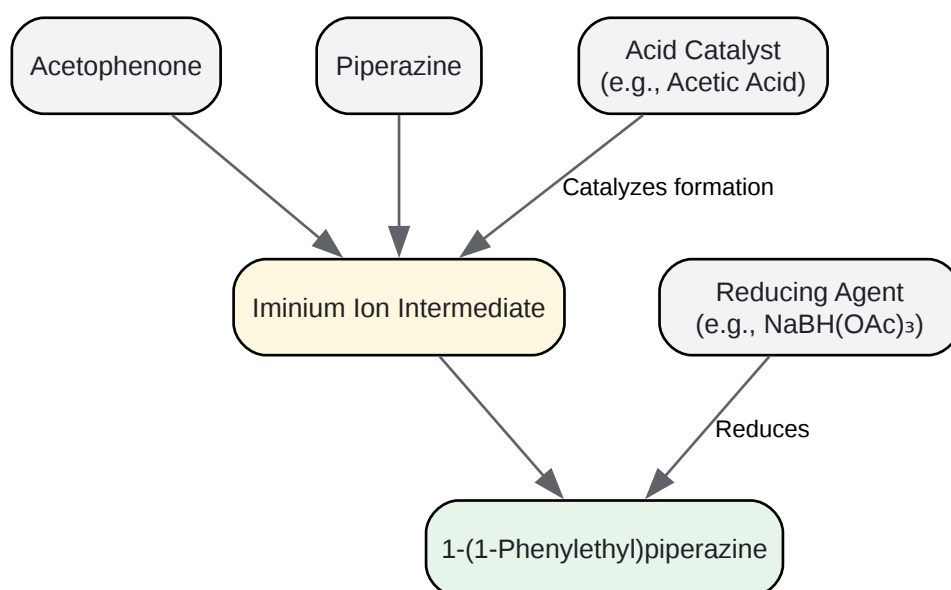 Acetophenone
Piperazine
Acid Catalyst
(e.g., Acetic Acid)
Catalyzes formation
Iminium Ion Intermediate
Reducing Agent
(e.g., NaBH(OAc)₃)
Reduces
1-(1-Phenylethyl)piperazine